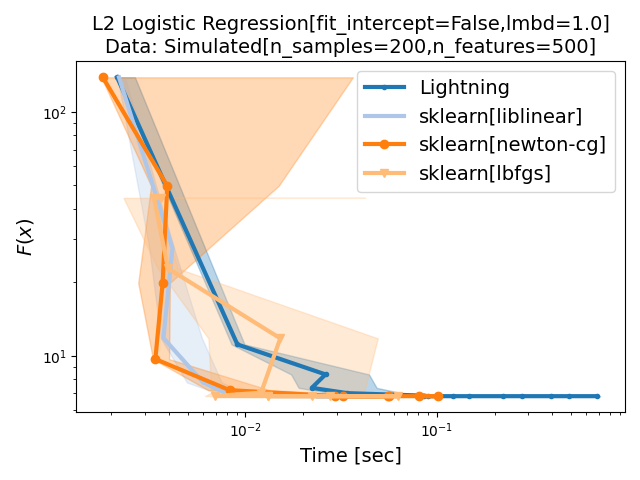 L2 Logistic Regression[fit_intercept=False,lmbd=1.0]
Data: Simulated[n_samples=200,n_features=500]
Lightning
sklearn[liblinear]
sklearn[newton-cg]
sklearn[lbfgs]
F(x)
10²
10¹
10⁻²
10⁻¹
Time [sec]